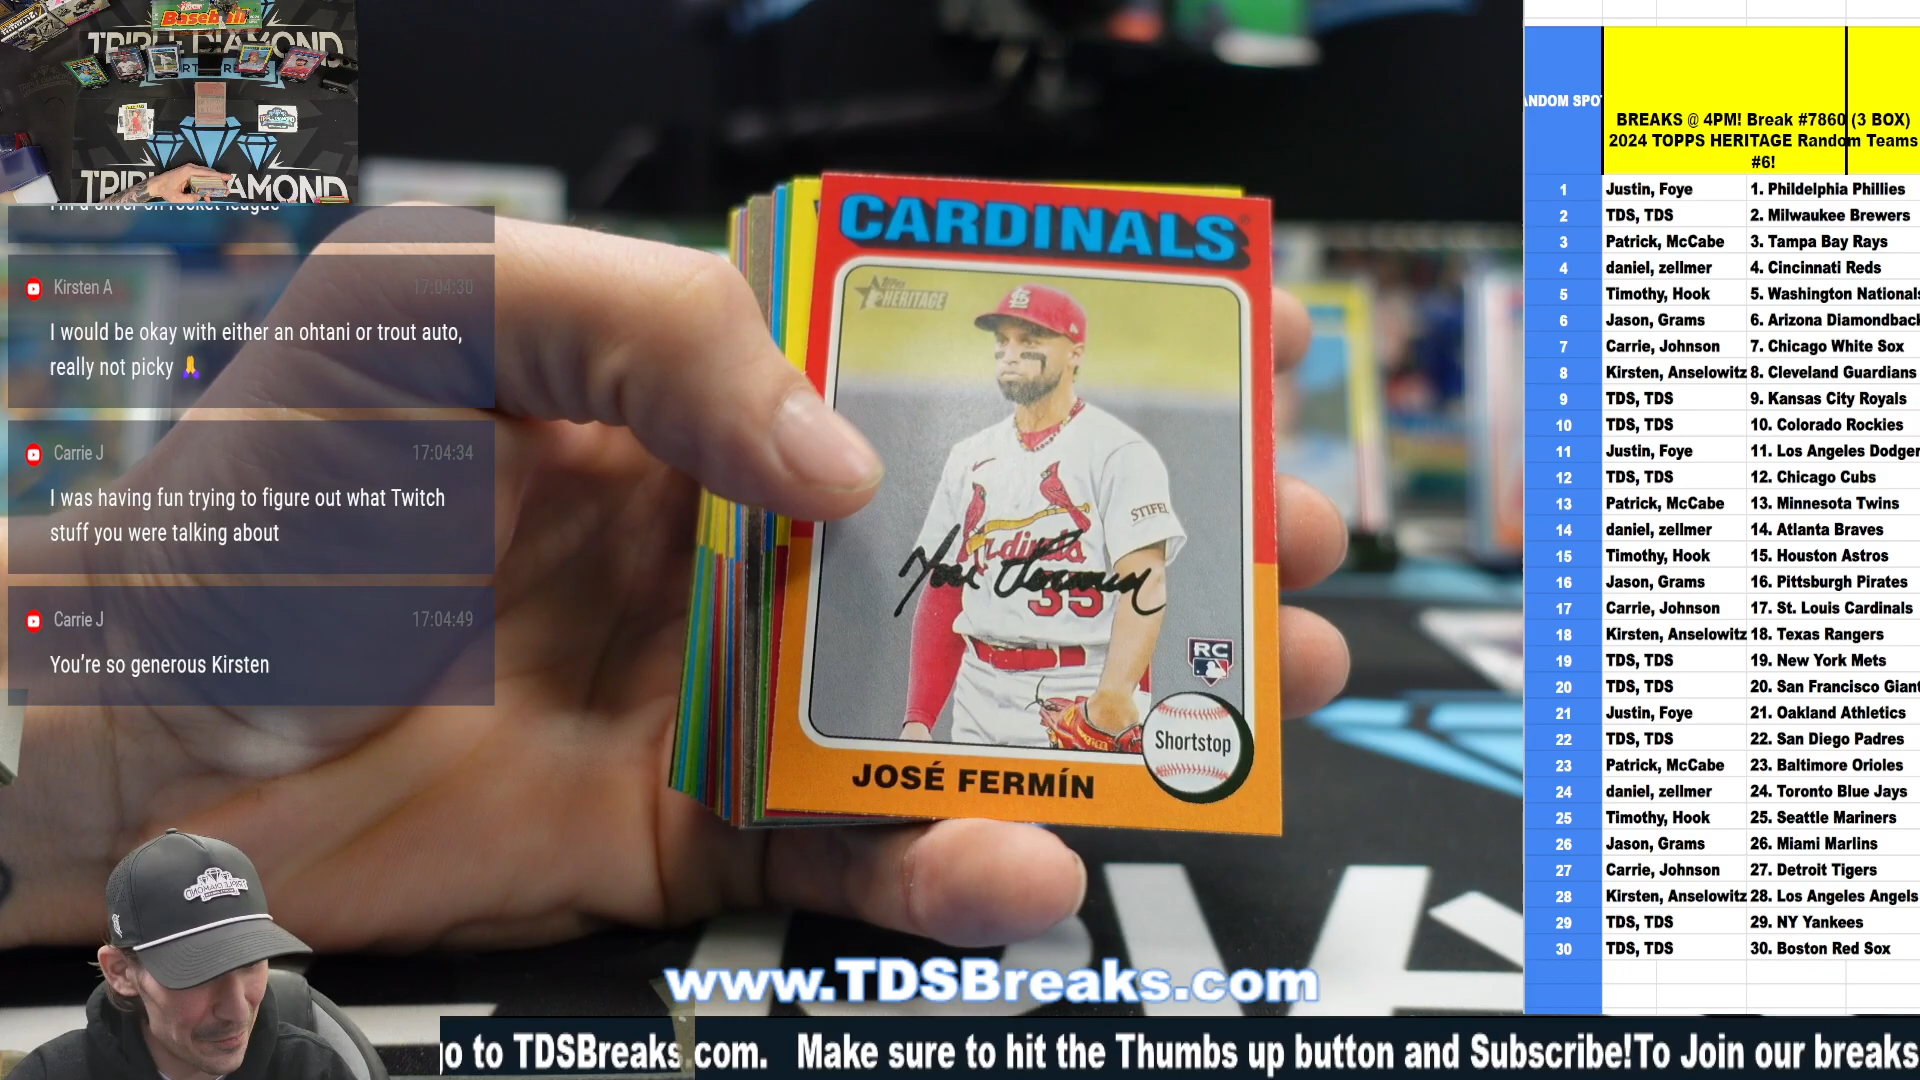 Baseball
TRIPLE DIAMOND
TRIPLE DIAMOND
I'm a silver on rocket league
Kirsten A 17:04:30
I would be okay with either an ohtani or trout auto,
really not picky 🙏
Carrie J 17:04:34
I was having fun trying to figure out what Twitch
stuff you were talking about
Carrie J 17:04:49
You're so generous Kirsten
CARDINALS
Topps
HERITAGE
STIFEL
Cardinals
35
Jose Fermin
RC
Shortstop
JOSÉ FERMÍN
www.TDSBreaks.com
go to TDSBreaks.com. Make sure to hit the Thumbs up button and Subscribe!To Join our breaks
ANDOM SPO
BREAKS @ 4PM! Break #7860 (3 BOX)
2024 TOPPS HERITAGE Random Teams
#6!
1 Justin, Foye 1. Phildelphia Phillies
2 TDS, TDS 2. Milwaukee Brewers
3 Patrick, McCabe 3. Tampa Bay Rays
4 daniel, zellmer 4. Cincinnati Reds
5 Timothy, Hook 5. Washington Nationals
6 Jason, Grams 6. Arizona Diamondback
7 Carrie, Johnson 7. Chicago White Sox
8 Kirsten, Anselowitz 8. Cleveland Guardians
9 TDS, TDS 9. Kansas City Royals
10 TDS, TDS 10. Colorado Rockies
11 Justin, Foye 11. Los Angeles Dodger
12 TDS, TDS 12. Chicago Cubs
13 Patrick, McCabe 13. Minnesota Twins
14 daniel, zellmer 14. Atlanta Braves
15 Timothy, Hook 15. Houston Astros
16 Jason, Grams 16. Pittsburgh Pirates
17 Carrie, Johnson 17. St. Louis Cardinals
18 Kirsten, Anselowitz 18. Texas Rangers
19 TDS, TDS 19. New York Mets
20 TDS, TDS 20. San Francisco Giant
21 Justin, Foye 21. Oakland Athletics
22 TDS, TDS 22. San Diego Padres
23 Patrick, McCabe 23. Baltimore Orioles
24 daniel, zellmer 24. Toronto Blue Jays
25 Timothy, Hook 25. Seattle Mariners
26 Jason, Grams 26. Miami Marlins
27 Carrie, Johnson 27. Detroit Tigers
28 Kirsten, Anselowitz 28. Los Angeles Angels
29 TDS, TDS 29. NY Yankees
30 TDS, TDS 30. Boston Red Sox